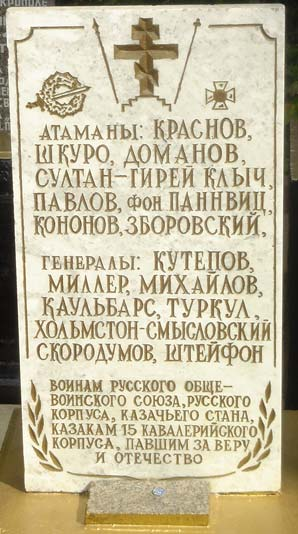 АТАМАНЫ: КРАСНОВ,
ШКУРО, ДОМАНОВ,
СУЛТАН-ГИРЕЙ КЛЫЧ,
ПАВЛОВ, фон ПАННВИЦ,
КОНОНОВ, ЗБОРОВСКИЙ,
ГЕНЕРАЛЫ: КУТЕПОВ,
МИЛЛЕР, МИХАЙЛОВ,
КАУЛЬБАРС, ТУРКУЛ,
ХОЛЬМСТОН-СМЫСЛОВСКИЙ
СКОРОДУМОВ, ШТЕЙФОН
ВОИНАМ РУССКОГО ОБЩЕ-
ВОИНСКОГО СОЮЗА, РУССКОГО
КОРПУСА, КАЗАЧЬЕГО СТАНА,
КАЗАКАМ 15 КАВАЛЕРИЙСКОГО
КОРПУСА, ПАВШИМ ЗА ВЕРУ
И ОТЕЧЕСТВО